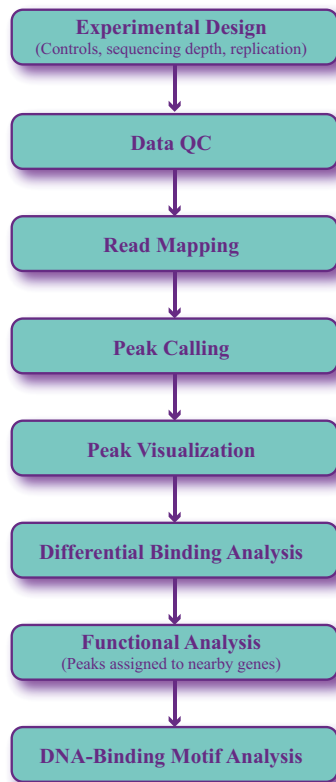 Experimental Design
(Controls, sequencing depth, replication)
Data QC
Read Mapping
Peak Calling
Peak Visualization
Differential Binding Analysis
Functional Analysis
(Peaks assigned to nearby genes)
DNA-Binding Motif Analysis